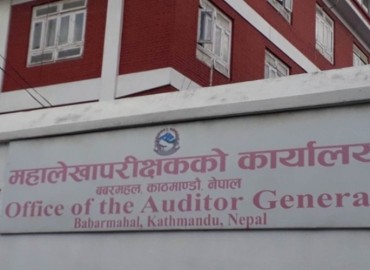 महालेखापरीक्षकको कार्यालय
बबरमहल, काठमाण्डौ, नेपाल
Office of the Auditor Genera
Babarmahal, Kathmandu, Nepal